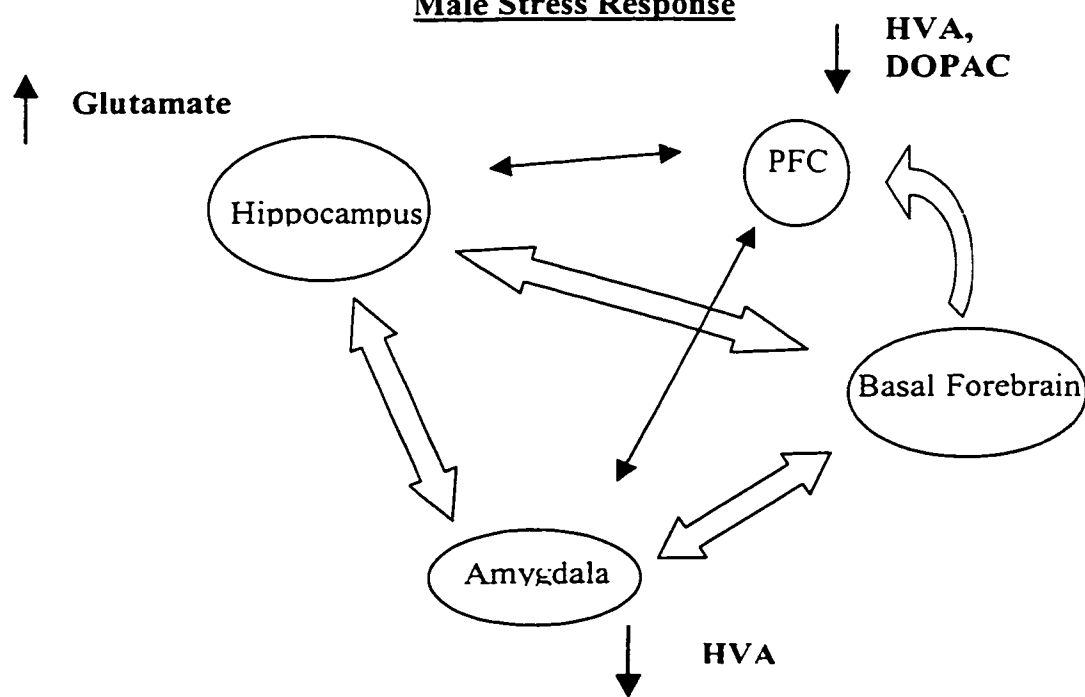 Male Stress Response
HVA,
DOPAC
Glutamate
PFC
Hippocampus
Basal Forebrain
Amygdala
HVA